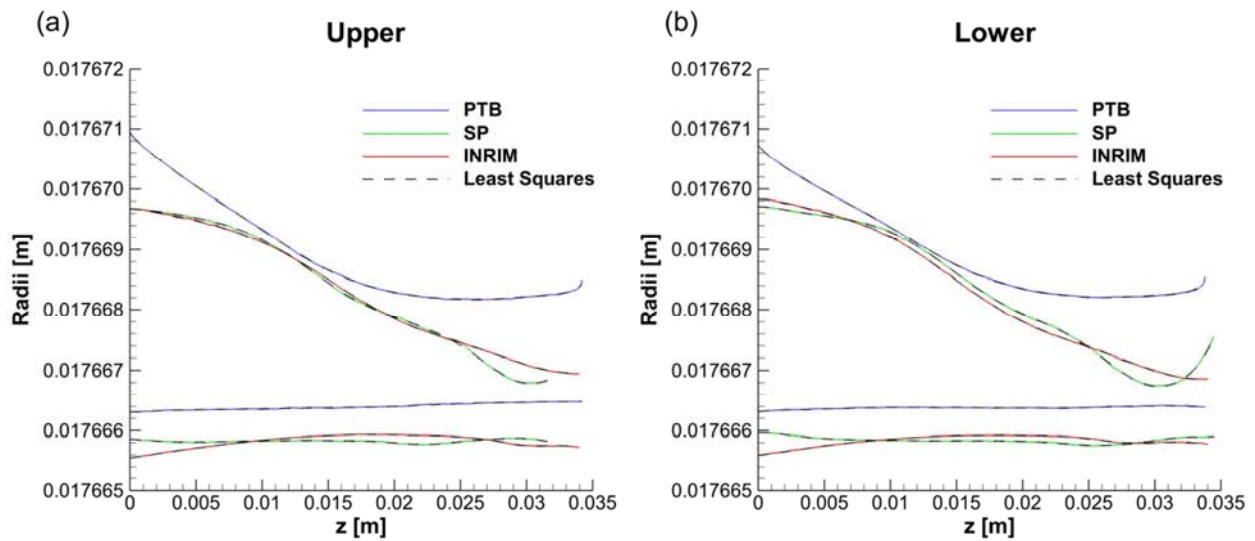 (a)
Upper
0.017672
0.017671
0.017670
0.017669
0.017668
0.017667
0.017666
0.017665
Radii [m]
PTB
SP
INRIM
Least Squares
0 0.005 0.01 0.015 0.02 0.025 0.03 0.035
z [m]
(b)
Lower
0.017672
0.017671
0.017670
0.017669
0.017668
0.017667
0.017666
0.017665
Radii [m]
PTB
SP
INRIM
Least Squares
0 0.005 0.01 0.015 0.02 0.025 0.03 0.035
z [m]